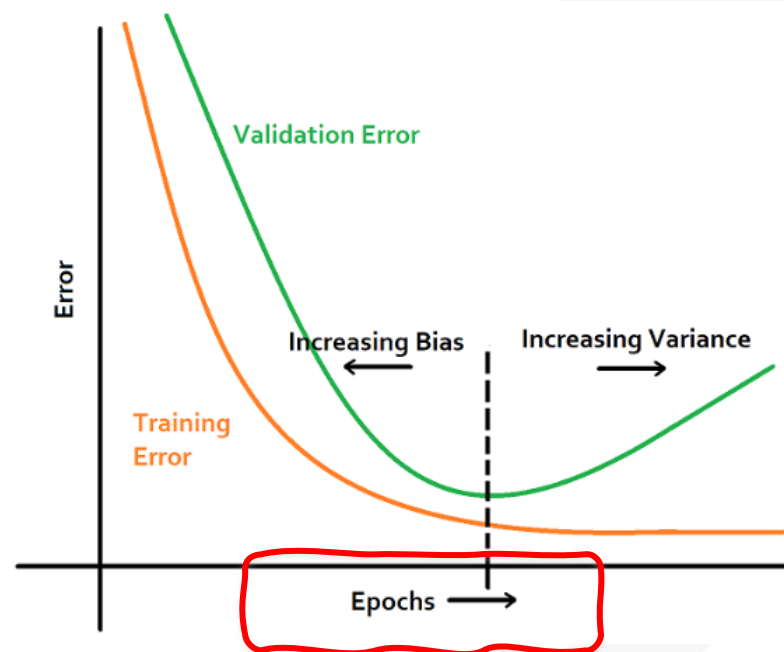 Validation Error
Error
Increasing Bias
Increasing Variance
Training
Error
Epochs